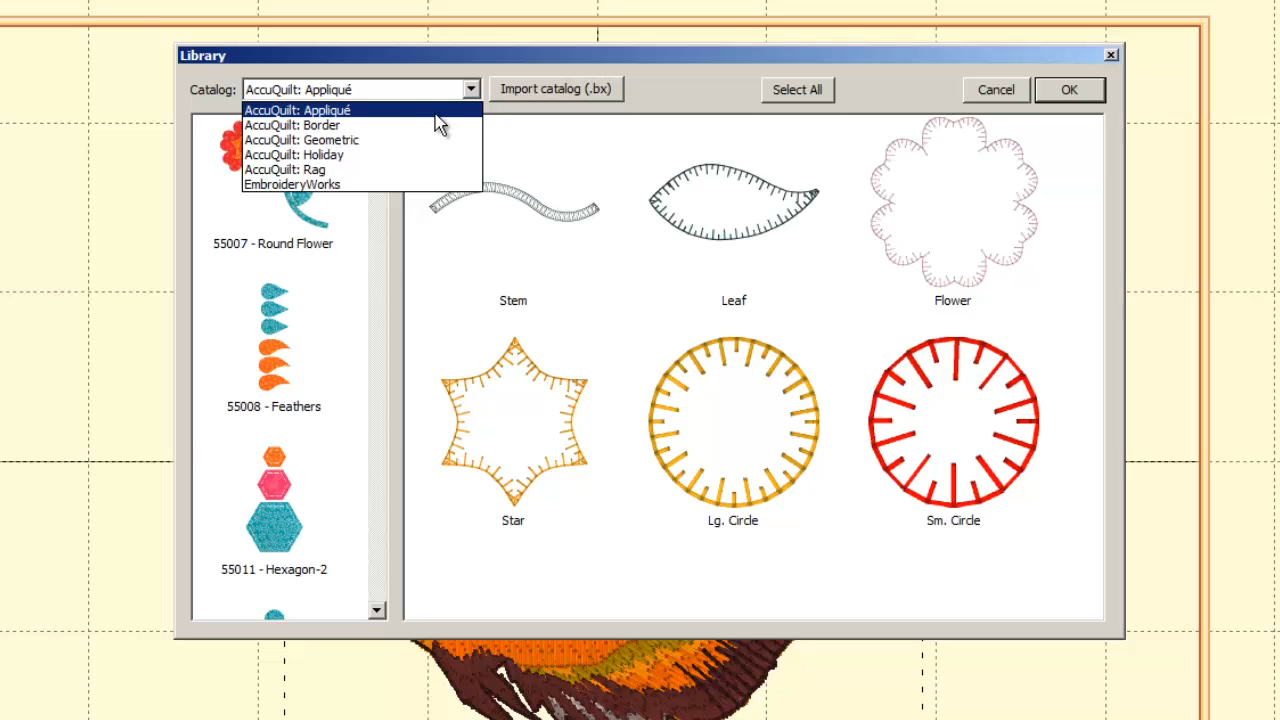 Library
Catalog: AccuQuilt: Appliqué Import catalog (.bx) Select All Cancel OK
AccuQuilt: Appliqué
AccuQuilt: Border
AccuQuilt: Geometric
AccuQuilt: Holiday
AccuQuilt: Rag
EmbroideryWorks
55007 - Round Flower
55008 - Feathers
55011 - Hexagon-2
Stem Leaf Flower
Star Lg. Circle Sm. Circle